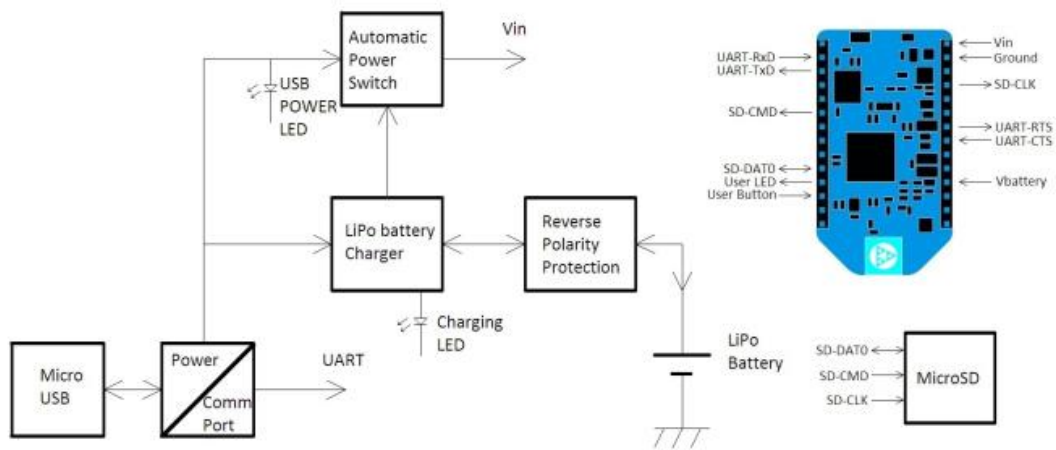 Automatic
Power
Switch
Vin
USB
POWER
LED
LiPo battery
Charger
Reverse
Polarity
Protection
Charging
LED
Micro
USB
Power
Comm
Port
UART
LiPo
Battery
UART-RxD
UART-TxD
SD-CMD
SD-DAT0
User LED
User Button
Vin
Ground
SD-CLK
UART-RTS
UART-CTS
Vbattery
SD-DAT0
SD-CMD
SD-CLK
MicroSD